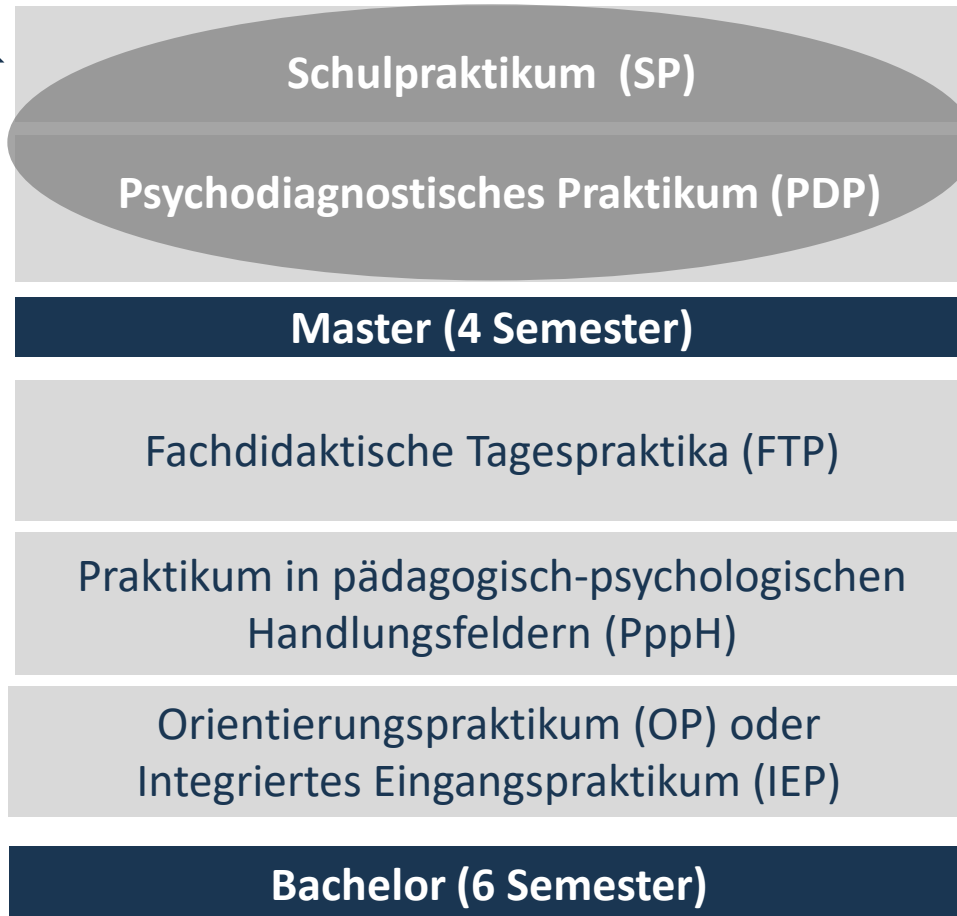 Schulpraktikum (SP)
Psychodiagnostisches Praktikum (PDP)
Master (4 Semester)
Fachdidaktische Tagespraktika (FTP)
Praktikum in pädagogisch-psychologischen
Handlungsfeldern (PppH)
Orientierungspraktikum (OP) oder
Integriertes Eingangspraktikum (IEP)
Bachelor (6 Semester)